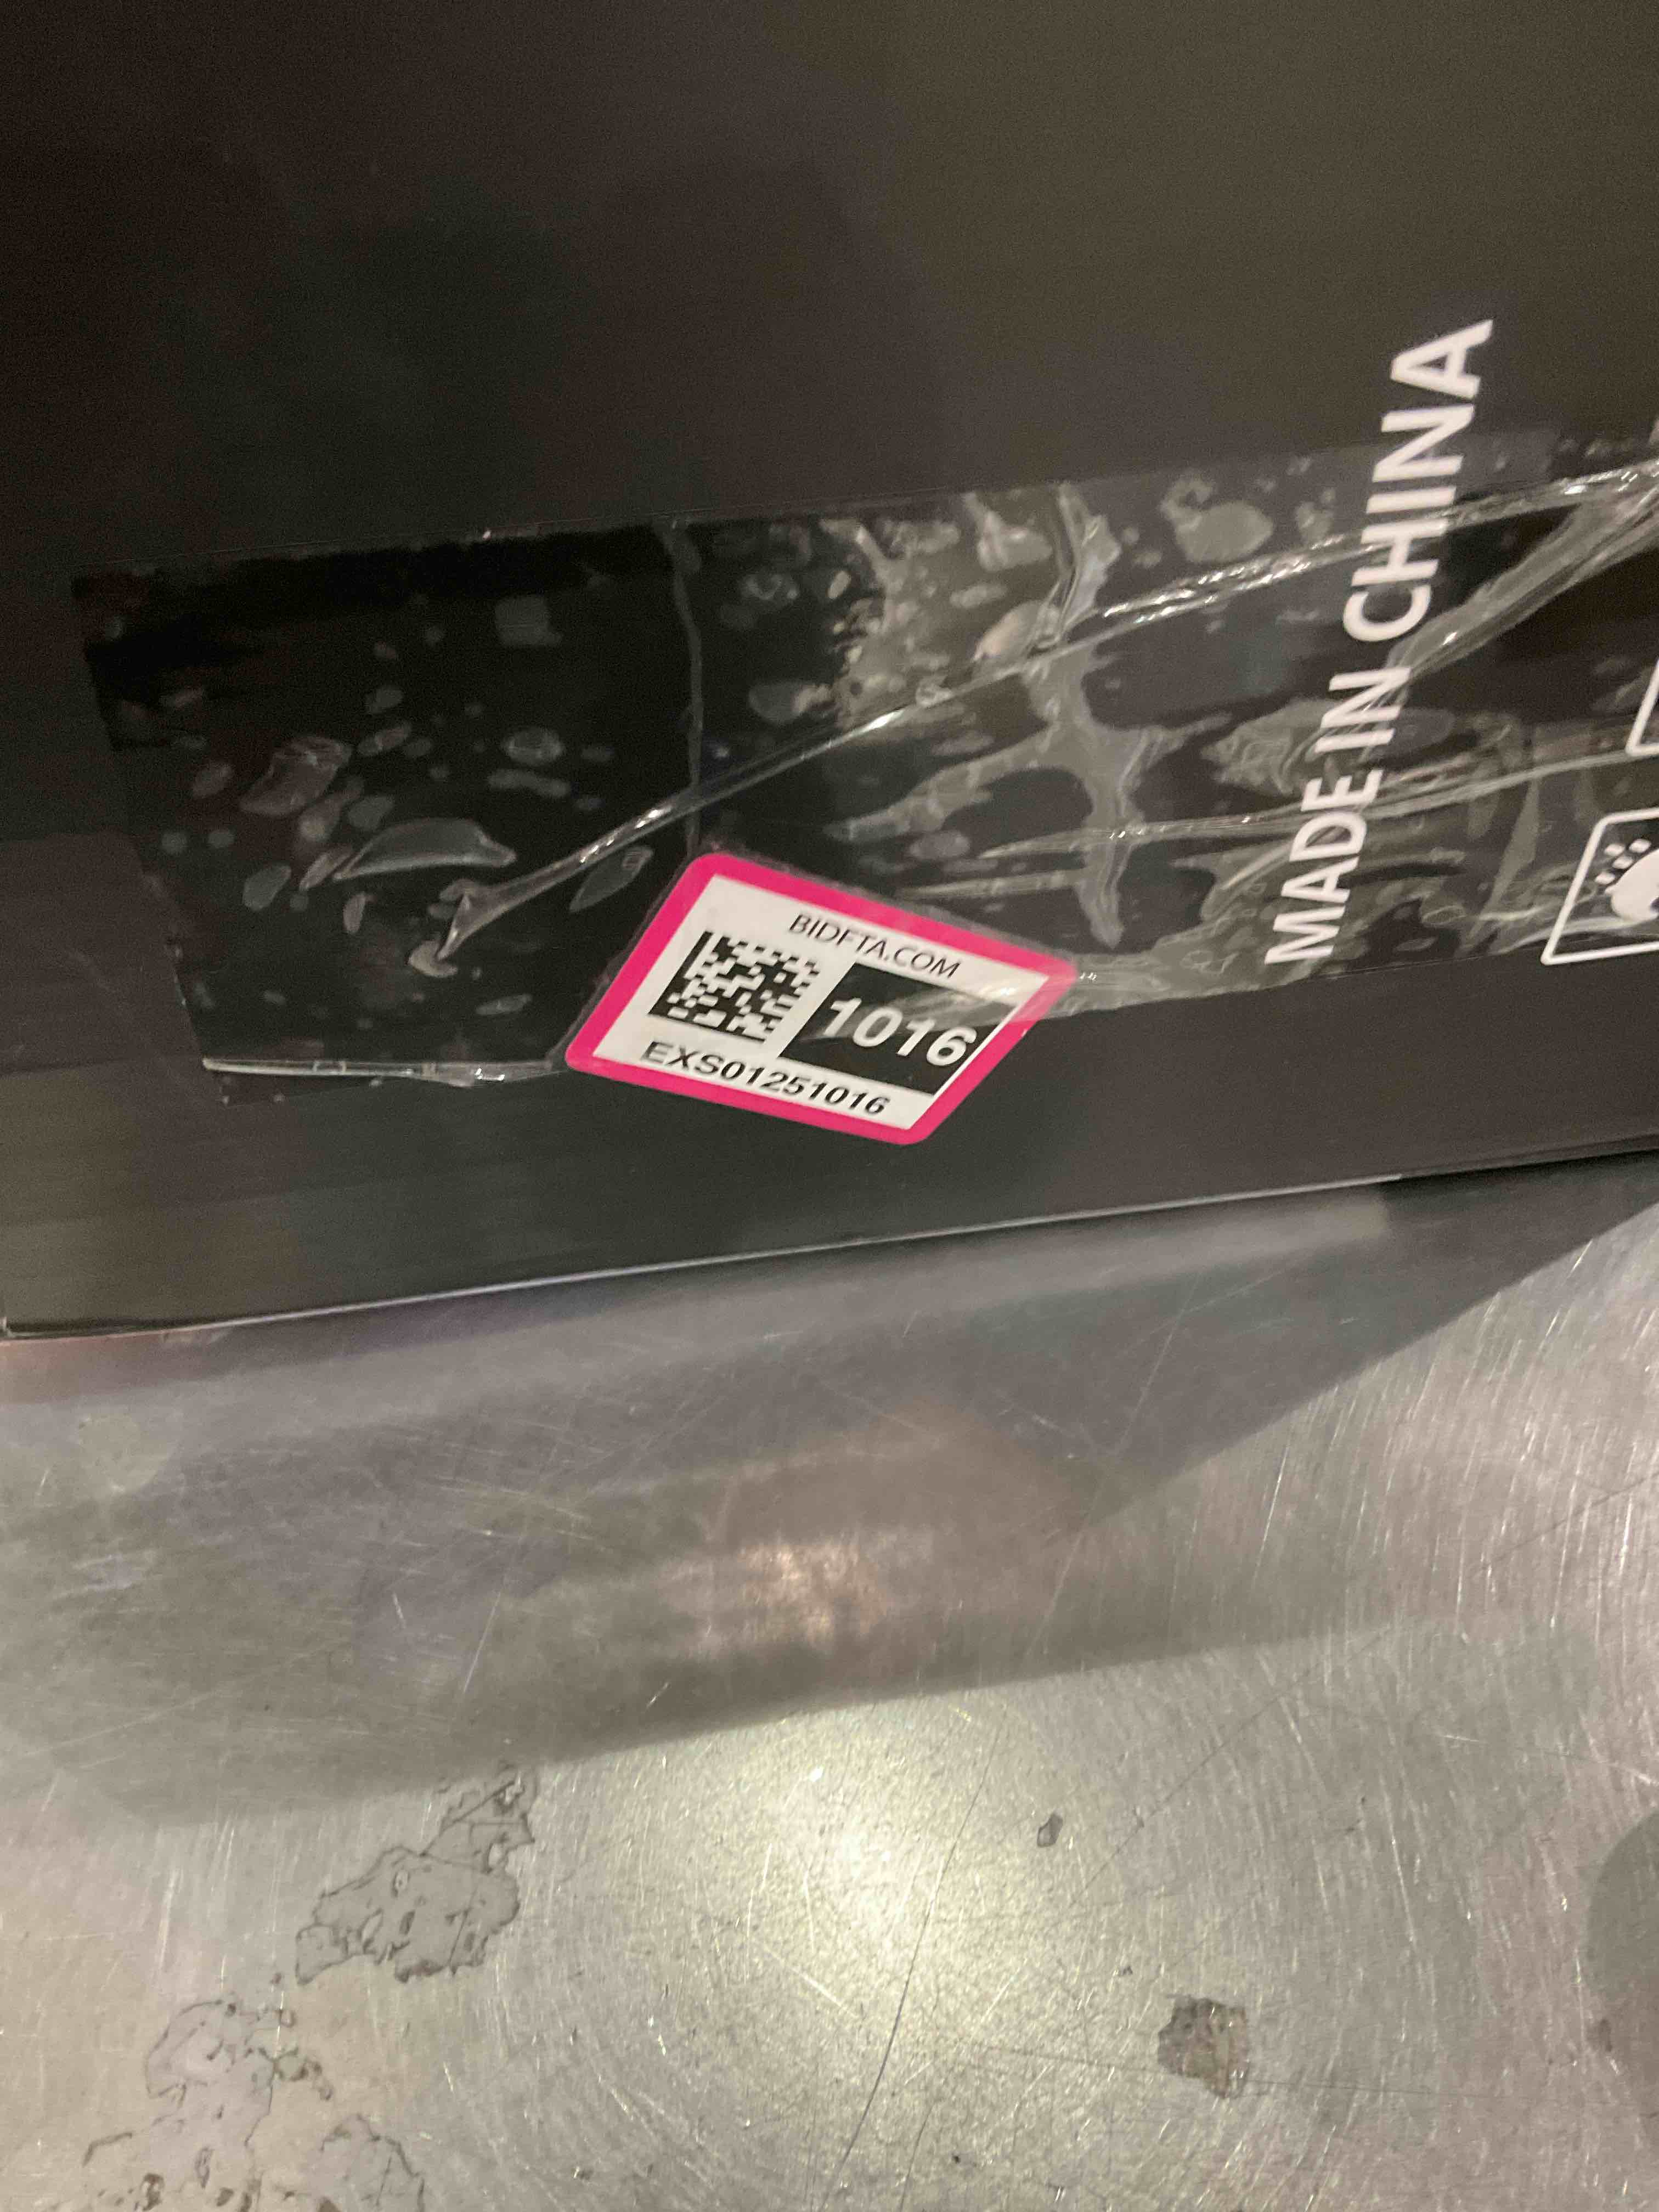 BIDFTA.COM
1016
EXS01251016
MADE IN CHINA